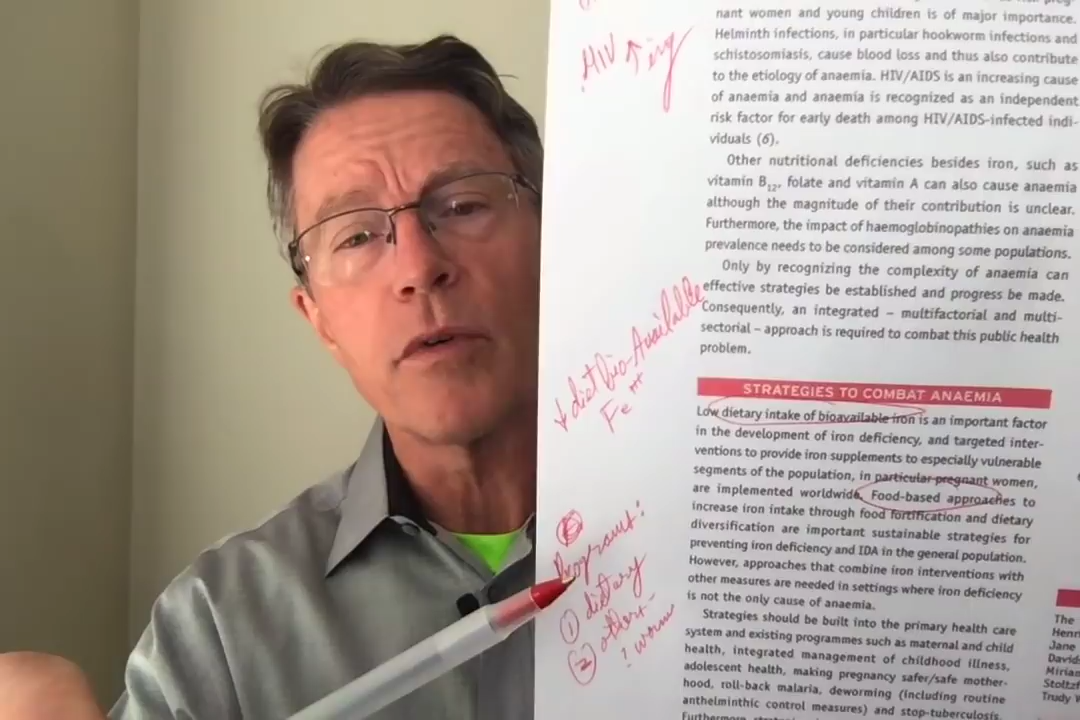 nant women and young children is of major importance.
Helminth infections, in particular hookworm infections and
schistosomiasis, cause blood loss and thus also contribute
to the etiology of anaemia. HIV/AIDS is an increasing cause
of anaemia and anaemia is recognized as an independent
risk factor for early death among HIV/AIDS-infected indi-
viduals (6).
Other nutritional deficiencies besides iron, such as
vitamin B12, folate and vitamin A can also cause anaemia
although the magnitude of their contribution is unclear.
Furthermore, the impact of haemoglobinopathies on anaemia
prevalence needs to be considered among some populations.
Only by recognizing the complexity of anaemia can
effective strategies be established and progress be made.
Consequently, an integrated – multifactorial and multi-
sectorial – approach is required to combat this public health
problem.
STRATEGIES TO COMBAT ANAEMIA
Low dietary intake of bioavailable iron is an important factor
in the development of iron deficiency, and targeted inter-
ventions to provide iron supplements to especially vulnerable
segments of the population, in particular pregnant women,
are implemented worldwide. Food-based approaches to
increase iron intake through food fortification and dietary
diversification are important sustainable strategies for
preventing iron deficiency and IDA in the general population.
However, approaches that combine iron interventions with
other measures are needed in settings where iron deficiency
is not the only cause of anaemia.
Strategies should be built into the primary health care
system and existing programmes such as maternal and child
health, integrated management of childhood illness,
adolescent health, making pregnancy safer/safe mother-
hood, roll-back malaria, deworming (including routine
anthelminthic control measures) and stop-tuberculosis.
HIV ↑ing
↓ diet bio-Available
Fe++
Programs:
① dietary
② others-
? worm
The
Henr
Jane
David
Miria
Stoltzf
Trudy